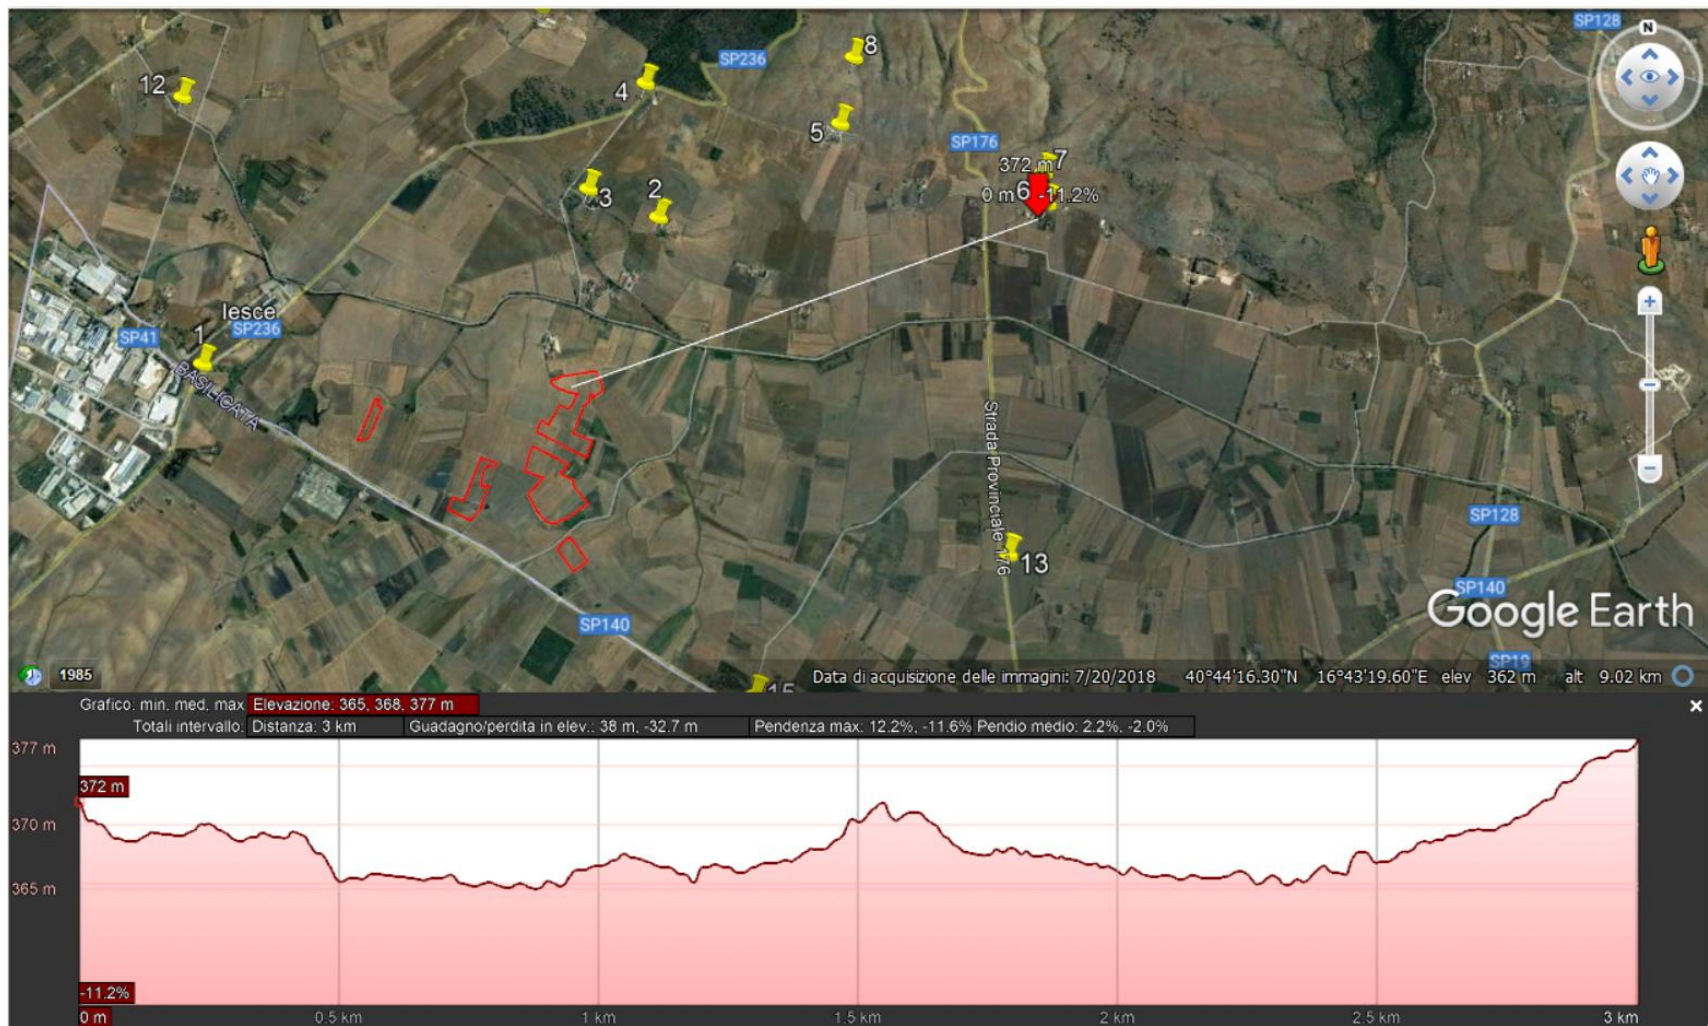 SP128
N
8
SP236
12
4
5
SP176
372 m 7
0 m 6 -11.2%
2
3
Iesce
SP236
SP41
1
BASILICATA
Strada Provinciale 176
SP128
13
SP140
Google Earth
SP140
SP19
15
1985
Data di acquisizione delle immagini: 7/20/2018 40°44'16.30"N 16°43'19.60"E elev 362 m alt 9.02 km
Grafico: min, med, max Elevazione: 365, 368, 377 m
Totali intervallo: Distanza: 3 km Guadagno/perdita in elev.: 38 m, -32.7 m Pendenza max: 12.2%, -11.6% Pendio medio: 2.2%, -2.0%
377 m
372 m
370 m
365 m
-11.2%
0 m 0.5 km 1 km 1.5 km 2 km 2.5 km 3 km